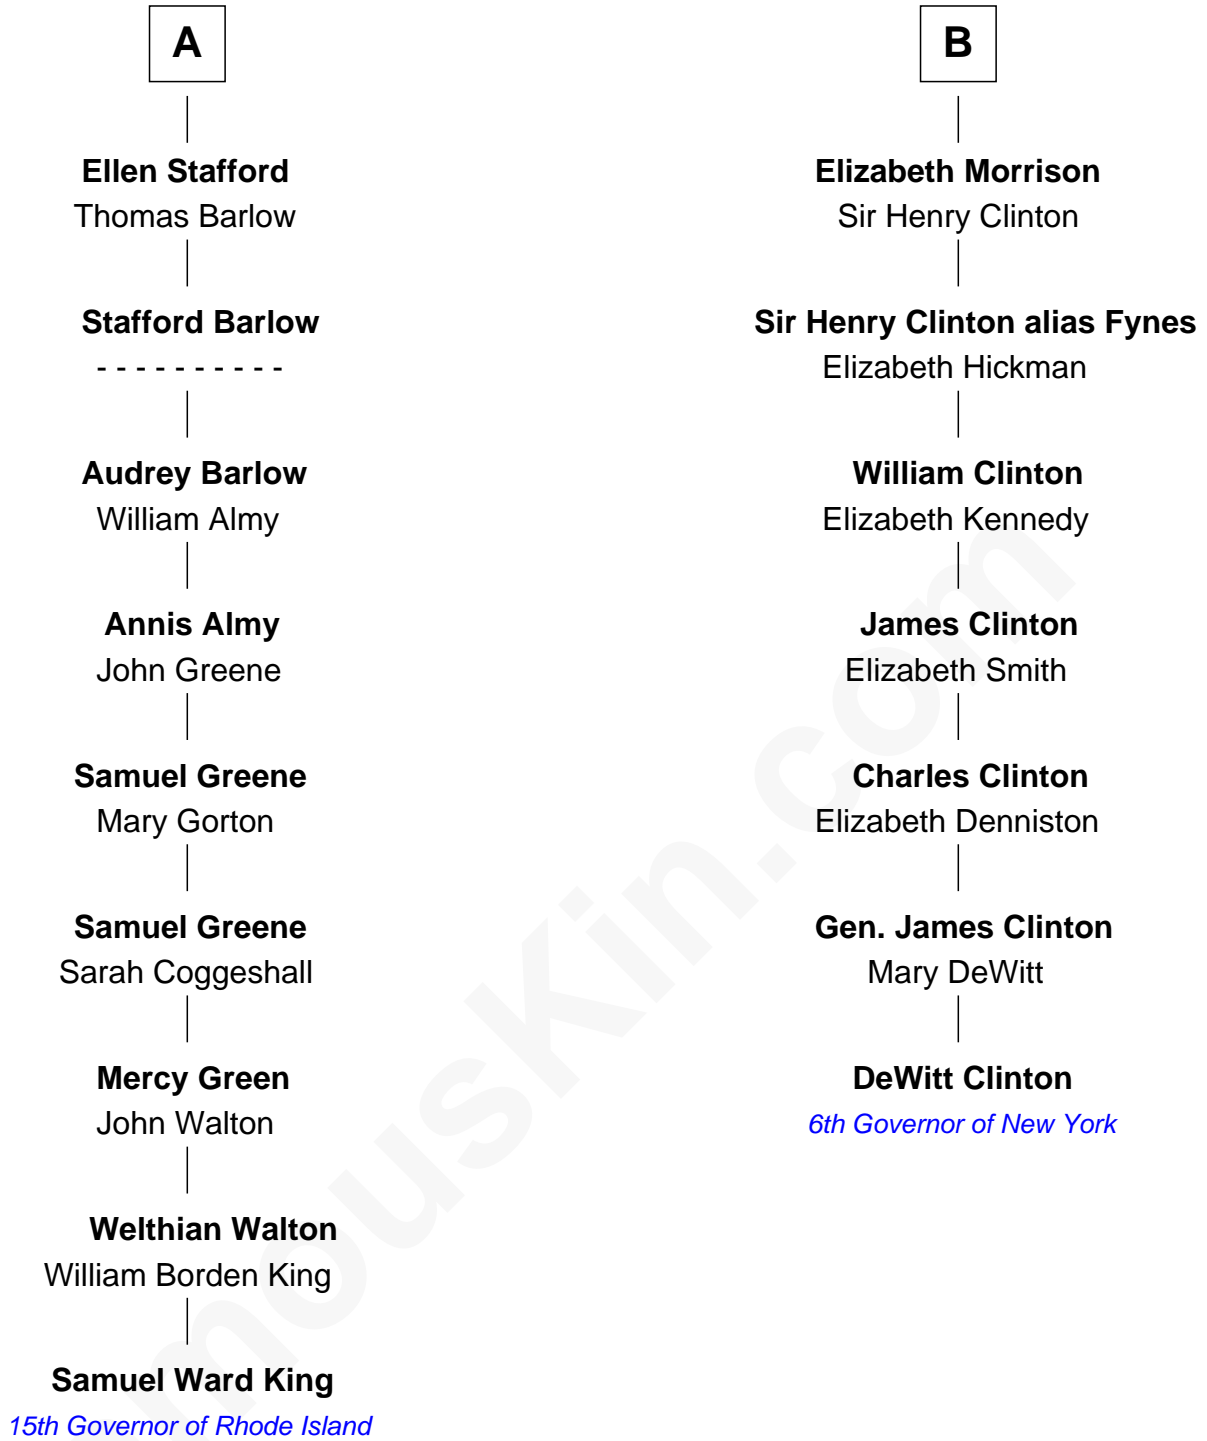 A
Ellen Stafford
Thomas Barlow
Stafford Barlow
- - - - - - - - - -
Audrey Barlow
William Almy
Annis Almy
John Greene
Samuel Greene
Mary Gorton
Samuel Greene
Sarah Coggeshall
Mercy Green
John Walton
Welthian Walton
William Borden King
Samuel Ward King
15th Governor of Rhode Island
B
Elizabeth Morrison
Sir Henry Clinton
Sir Henry Clinton alias Fynes
Elizabeth Hickman
William Clinton
Elizabeth Kennedy
James Clinton
Elizabeth Smith
Charles Clinton
Elizabeth Denniston
Gen. James Clinton
Mary DeWitt
DeWitt Clinton
6th Governor of New York
mousKin.com